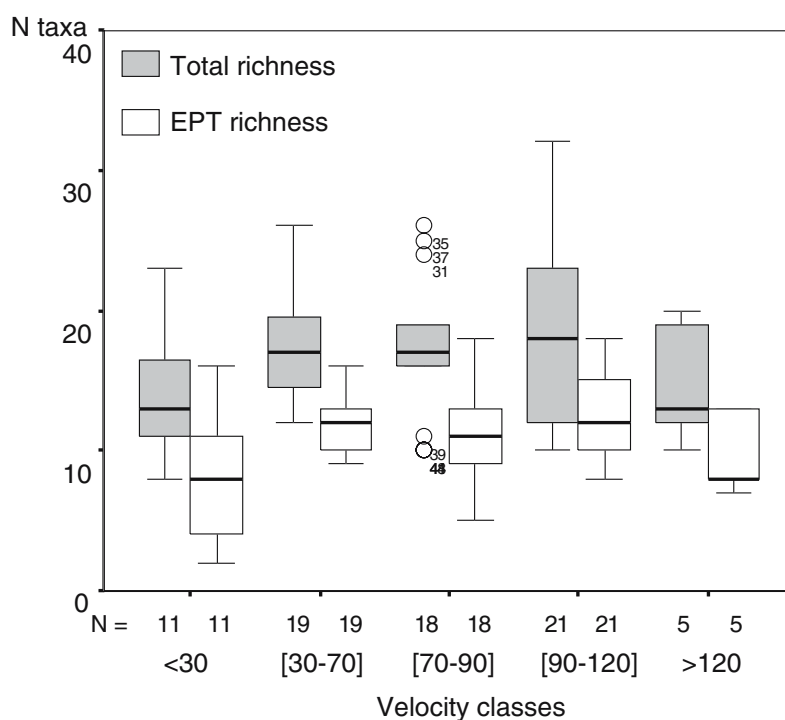 N taxa
40
Total richness
EPT richness
30
35
37
31
20
10
39
0
N = 11 11 19 19 18 18 21 21 5 5
<30 [30-70] [70-90] [90-120] >120
Velocity classes